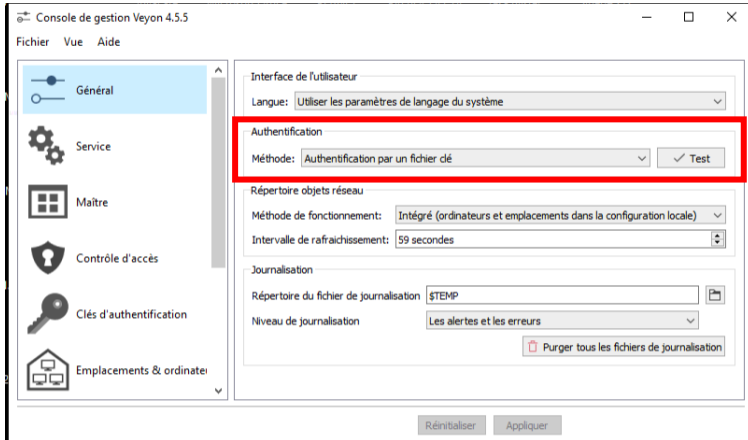 Console de gestion Veyon 4.5.5
Fichier Vue Aide
Général
Service
Maître
Contrôle d'accès
Clés d'authentification
Emplacements & ordinate
Interface de l'utilisateur
Langue: Utiliser les paramètres de langage du système
Authentification
Méthode: Authentification par un fichier clé Test
Répertoire objets réseau
Méthode de fonctionnement: Intégré (ordinateurs et emplacements dans la configuration locale)
Intervalle de rafraichissement: 59 secondes
Journalisation
Répertoire du fichier de journalisation $TEMP
Niveau de journalisation Les alertes et les erreurs
Purger tous les fichiers de journalisation
Réinitialiser Appliquer